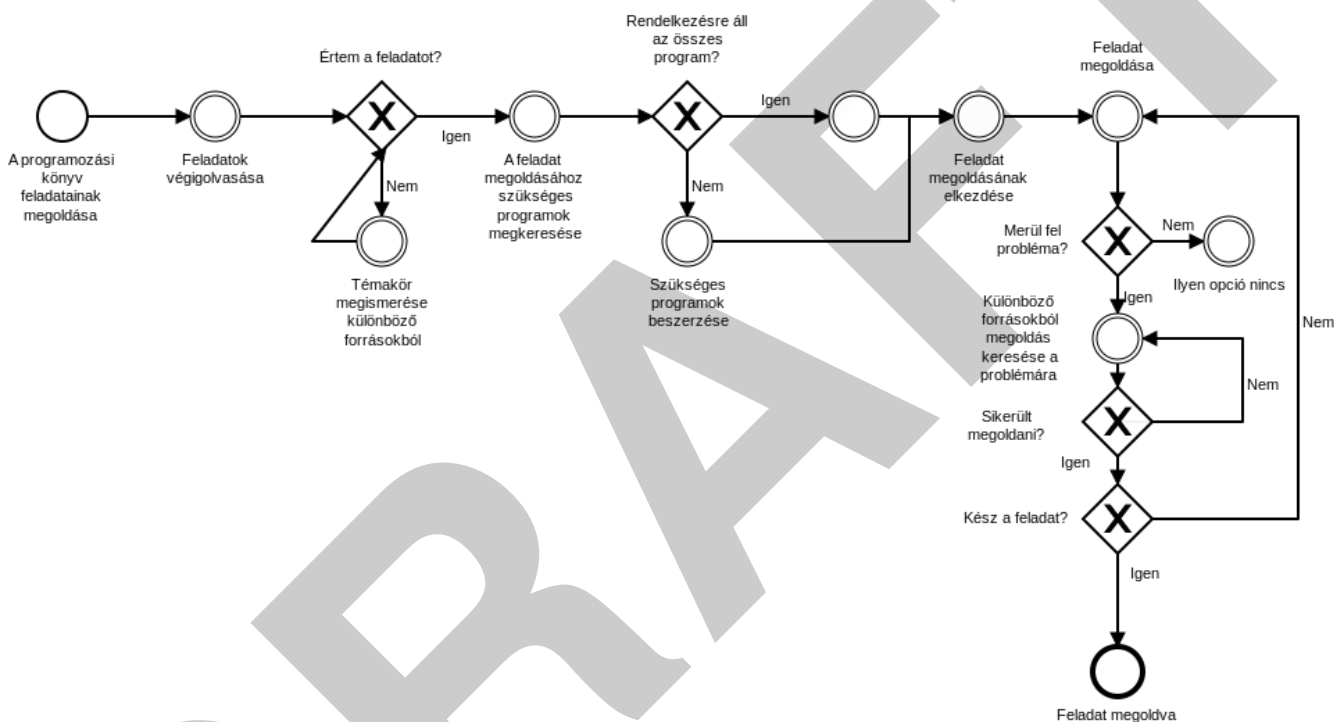 A programozási
könyv
feladatainak
megoldása
Feladatok
végigolvasása
Értem a feladatot?
Igen
Nem
Témakör
megismerése
különböző
forrásokból
A feladat
megoldásához
szükséges
programok
megkeresése
Rendelkezésre áll
az összes
program?
Igen
Nem
Szükséges
programok
beszerzése
Feladat
megoldásának
elkezdése
Feladat
megoldása
Merül fel
probléma?
Nem
Ilyen opció nincs
Igen
Különböző
forrásokból
megoldás
keresése a
problémára
Sikerült
megoldani?
Nem
Igen
Kész a feladat?
Nem
Igen
Feladat megoldva
DRAFT